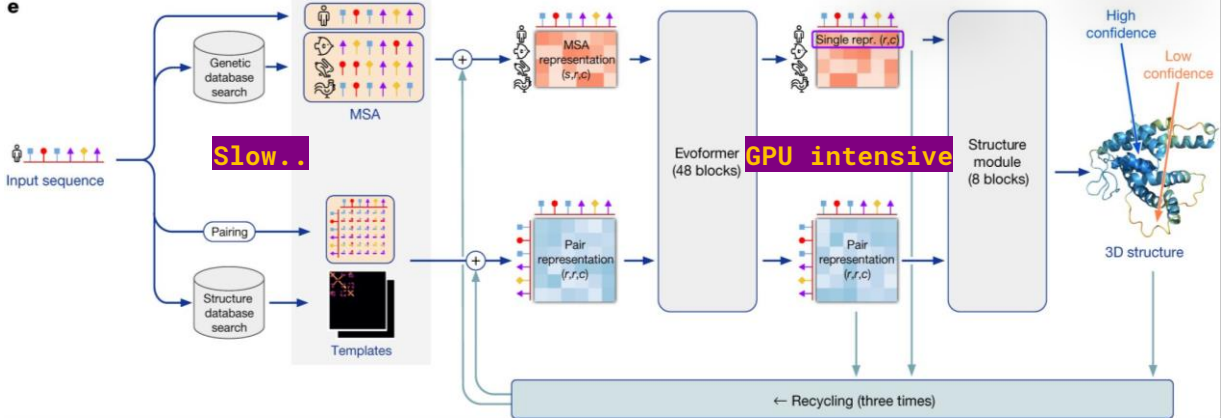 e
Input sequence
Genetic
database
search
MSA
Slow..
Pairing
Structure
database
search
Templates
+
+
MSA
representation
(s,r,c)
Pair
representation
(r,r,c)
Evoformer
(48 blocks)
Single repr. (r,c)
GPU intensive
Pair
representation
(r,r,c)
Structure
module
(8 blocks)
High
confidence
Low
confidence
3D structure
← Recycling (three times)